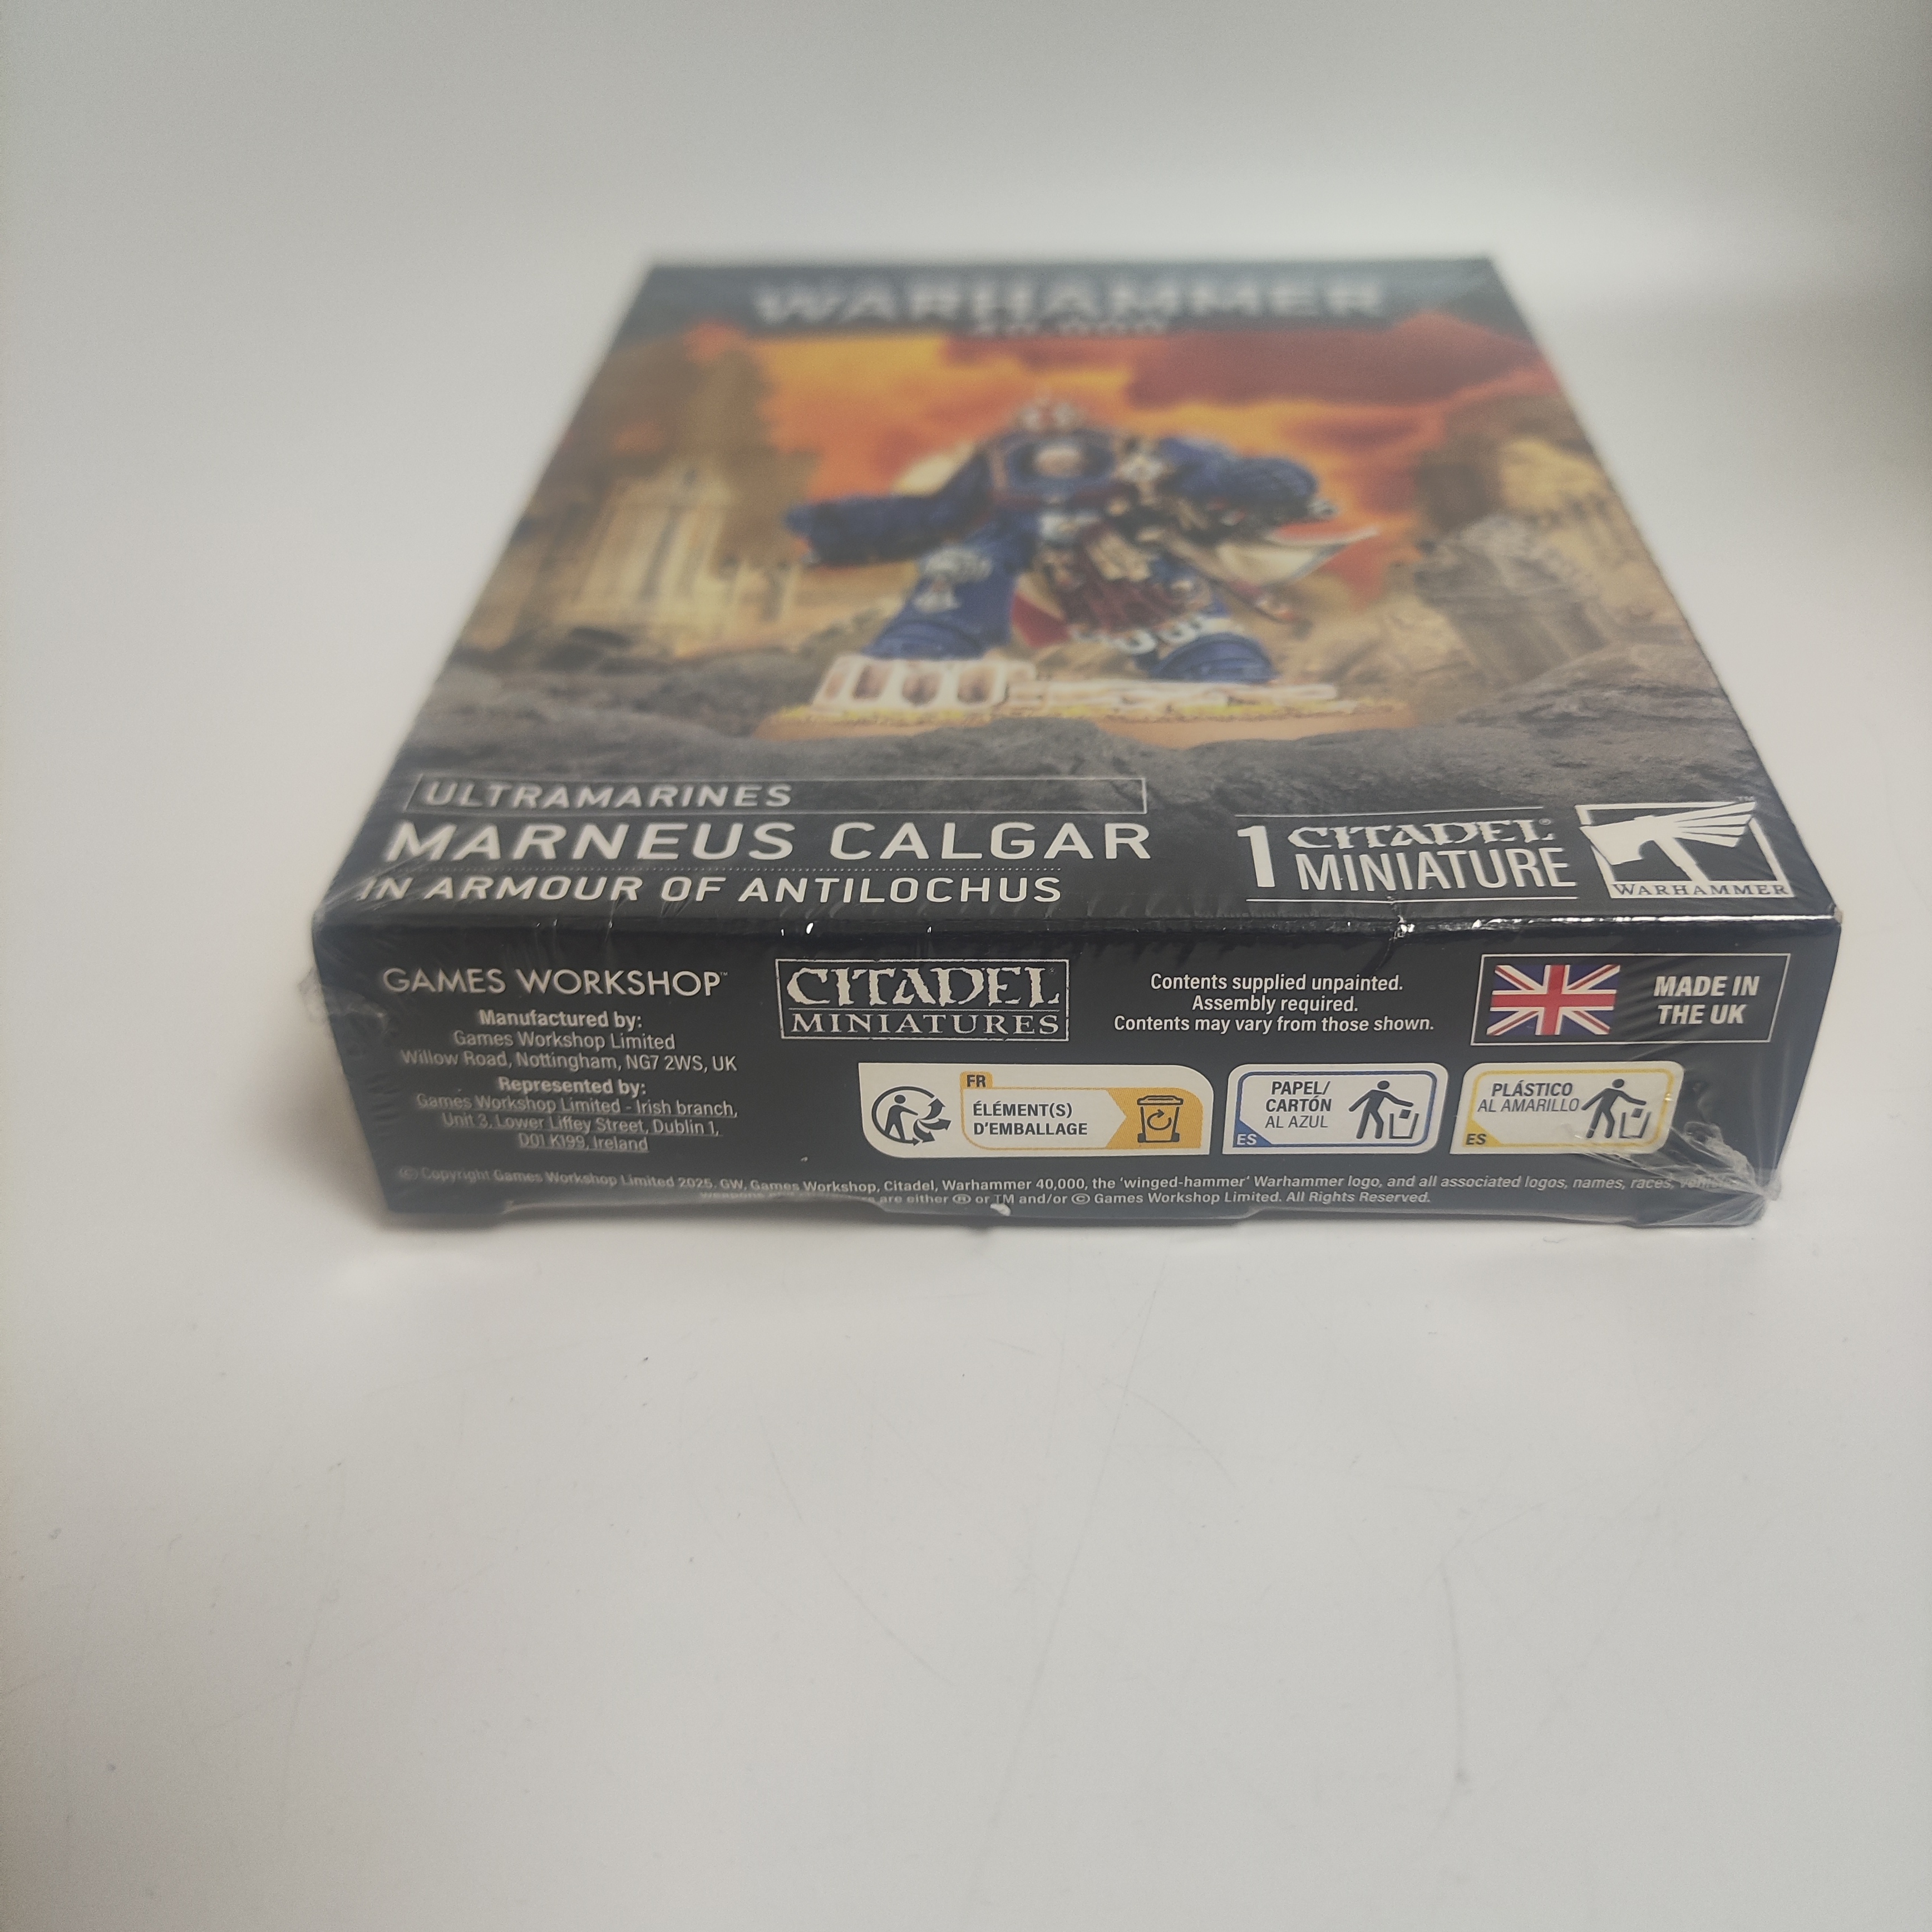 WARHAMMER
40,000
ULTRAMARINES
MARNEUS CALGAR
IN ARMOUR OF ANTILOCHUS
1 CITADEL®
MINIATURE
WARHAMMER
™
GAMES WORKSHOP™
Manufactured by:
Games Workshop Limited
Willow Road, Nottingham, NG7 2WS, UK
Represented by:
Games Workshop Limited - Irish branch,
Unit 3, Lower Liffey Street, Dublin 1,
D01 K199, Ireland
CITADEL
MINIATURES
Contents supplied unpainted.
Assembly required.
Contents may vary from those shown.
MADE IN
THE UK
FR
ÉLÉMENT(S)
D'EMBALLAGE
PAPEL/
CARTÓN
AL AZUL
ES
PLÁSTICO
AL AMARILLO
ES
© Copyright Games Workshop Limited 2025. GW, Games Workshop, Citadel, Warhammer 40,000, the 'winged-hammer' Warhammer logo, and all associated logos, names, races,
are either ® or TM and/or © Games Workshop Limited. All Rights Reserved.